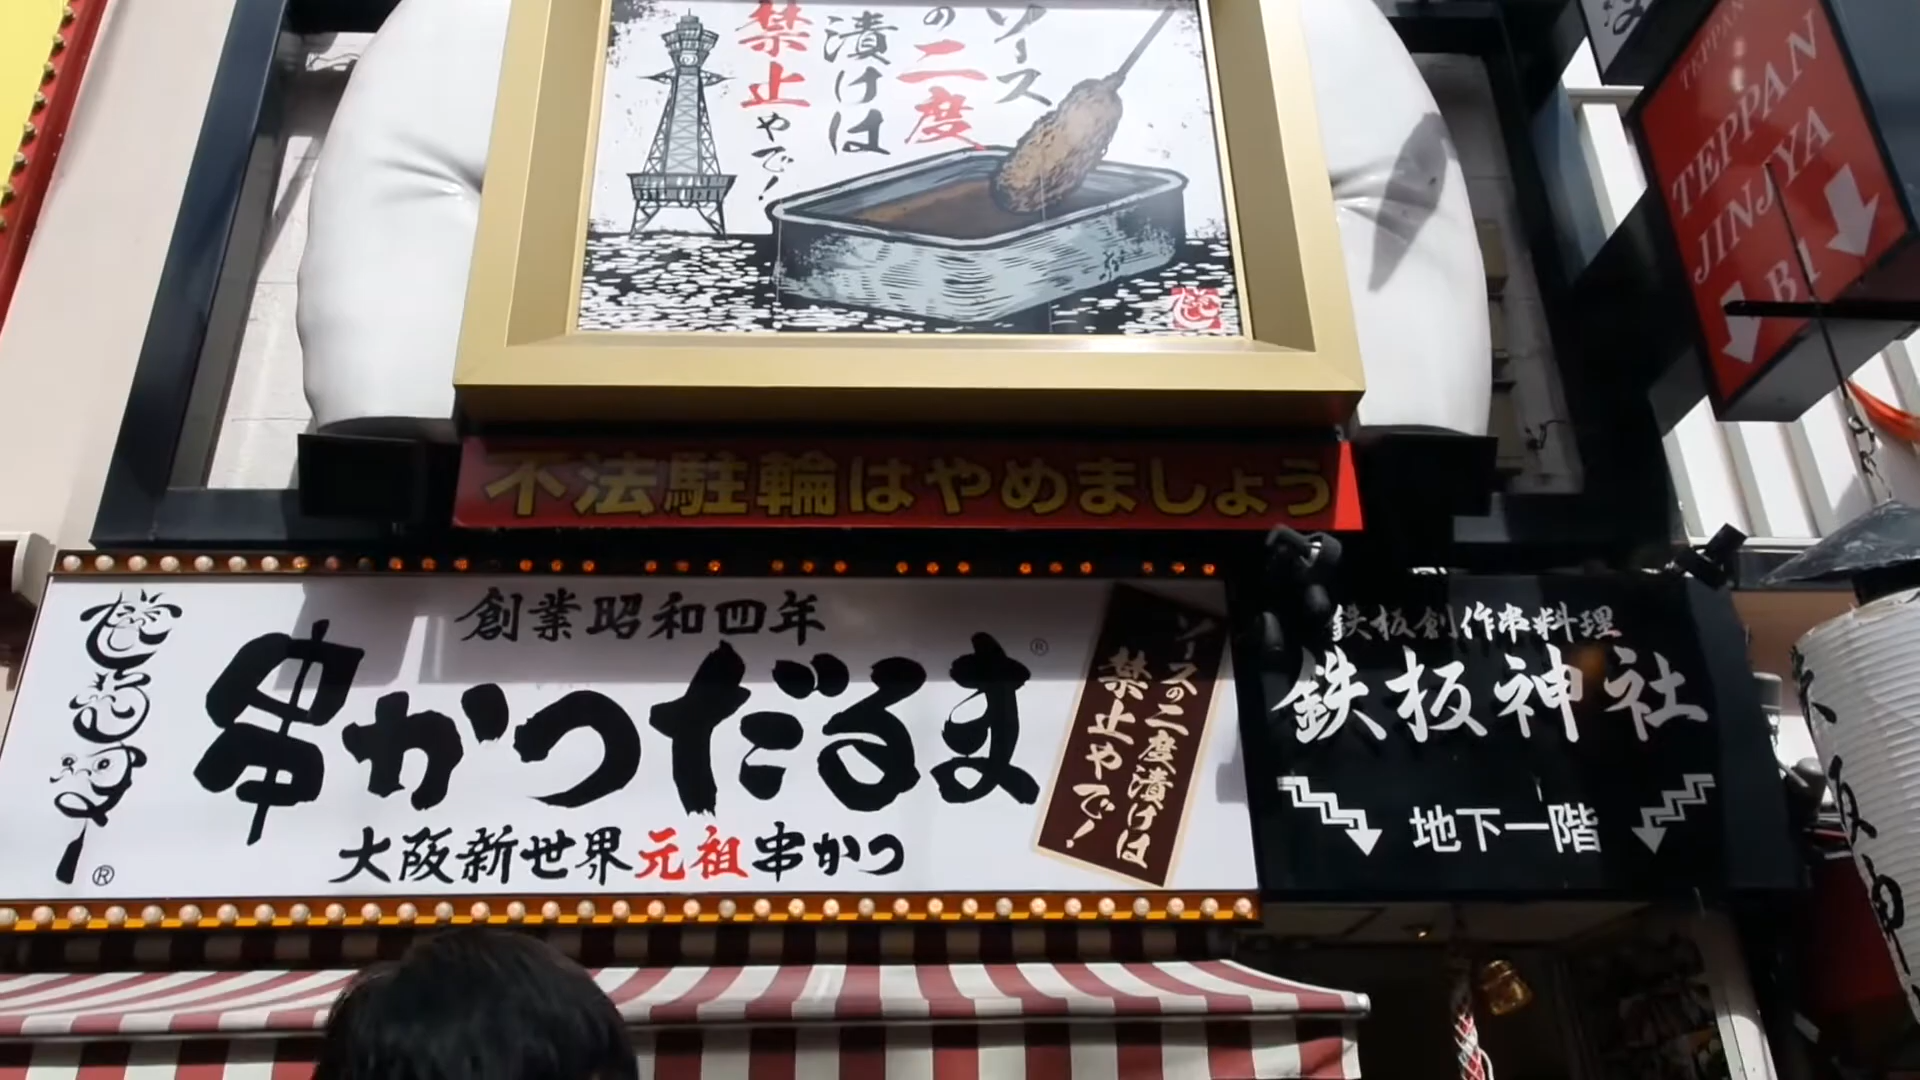 ソース
の二度
漬けは
禁止やで!
TEPPAN
TEPPAN
JINJYA
B1
不法駐輪はやめましょう
創業昭和四年
串かつだるま®
大阪新世界元祖串かつ
ソースの二度漬けは
禁止やで!
®
鉄板創作串料理
鉄板神社
地下一階